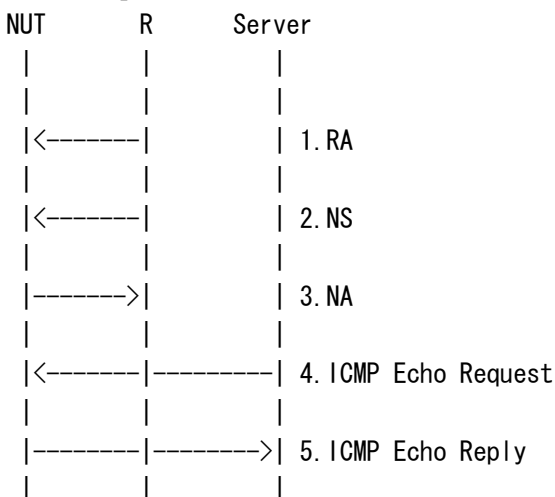 NUT R Server
1.RA
2.NS
3.NA
4.ICMP Echo Request
5.ICMP Echo Reply